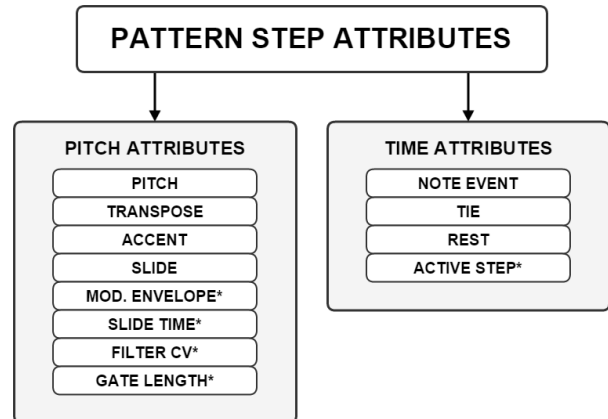 PATTERN STEP ATTRIBUTES
PITCH ATTRIBUTES
PITCH
TRANSPOSE
ACCENT
SLIDE
MOD. ENVELOPE*
SLIDE TIME*
FILTER CV*
GATE LENGTH*
TIME ATTRIBUTES
NOTE EVENT
TIE
REST
ACTIVE STEP*